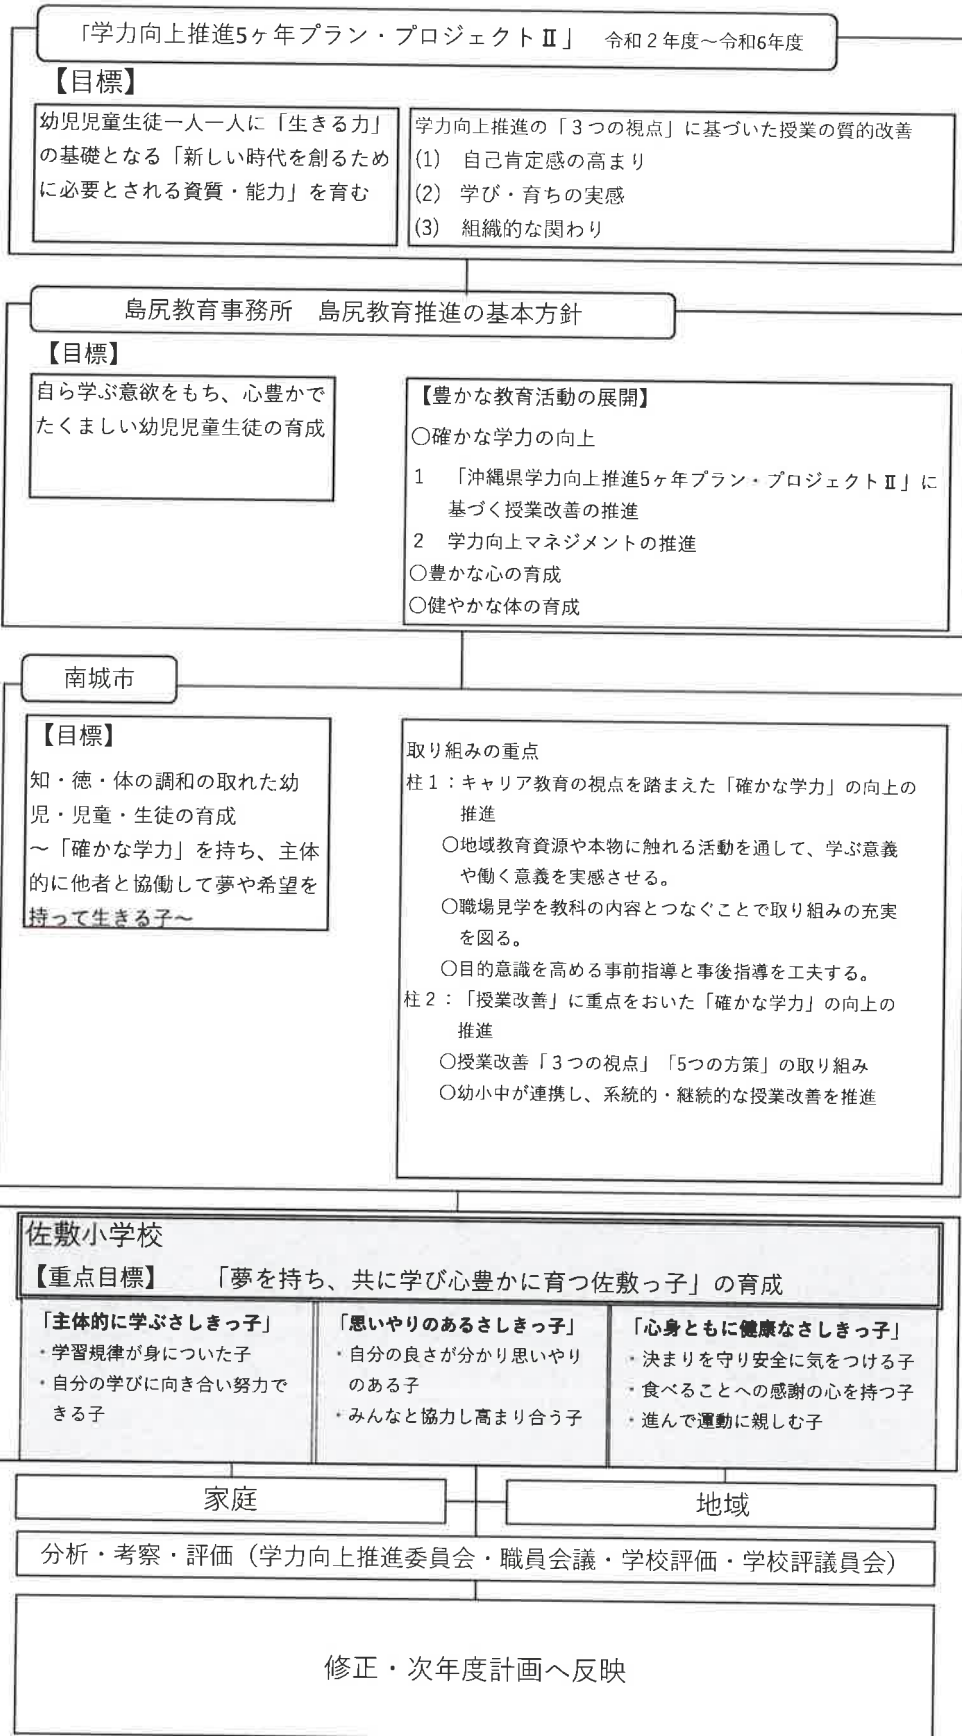 「学力向上推進5ヶ年プラン・プロジェクトⅡ」 令和２年度～令和6年度
【目標】
幼児児童生徒一人一人に「生きる力」
の基礎となる「新しい時代を創るため
に必要とされる資質・能力」を育む
学力向上推進の「３つの視点」に基づいた授業の質的改善
(1) 自己肯定感の高まり
(2) 学び・育ちの実感
(3) 組織的な関わり
島尻教育事務所 島尻教育推進の基本方針
【目標】
自ら学ぶ意欲をもち、心豊かで
たくましい幼児児童生徒の育成
【豊かな教育活動の展開】
○確かな学力の向上
1 「沖縄県学力向上推進5ヶ年プラン・プロジェクトⅡ」に
基づく授業改善の推進
2 学力向上マネジメントの推進
○豊かな心の育成
○健やかな体の育成
南城市
【目標】
知・徳・体の調和の取れた幼
児・児童・生徒の育成
～「確かな学力」を持ち、主体
的に他者と協働して夢や希望を
持って生きる子～
取り組みの重点
柱１：キャリア教育の視点を踏まえた「確かな学力」の向上の
推進
○地域教育資源や本物に触れる活動を通して、学ぶ意義
や働く意義を実感させる。
○職場見学を教科の内容とつなぐことで取り組みの充実
を図る。
○目的意識を高める事前指導と事後指導を工夫する。
柱２：「授業改善」に重点をおいた「確かな学力」の向上の
推進
○授業改善「３つの視点」「5つの方策」の取り組み
○幼小中が連携し、系統的・継続的な授業改善を推進
佐敷小学校
【重点目標】 「夢を持ち、共に学び心豊かに育つ佐敷っ子」の育成
「主体的に学ぶさしきっ子」
・学習規律が身についた子
・自分の学びに向き合い努力で
きる子
「思いやりのあるさしきっ子」
・自分の良さが分かり思いやり
のある子
・みんなと協力し高まり合う子
「心身ともに健康なさしきっ子」
・決まりを守り安全に気をつける子
・食べることへの感謝の心を持つ子
・進んで運動に親しむ子
家庭
地域
分析・考察・評価（学力向上推進委員会・職員会議・学校評価・学校評議員会）
修正・次年度計画へ反映